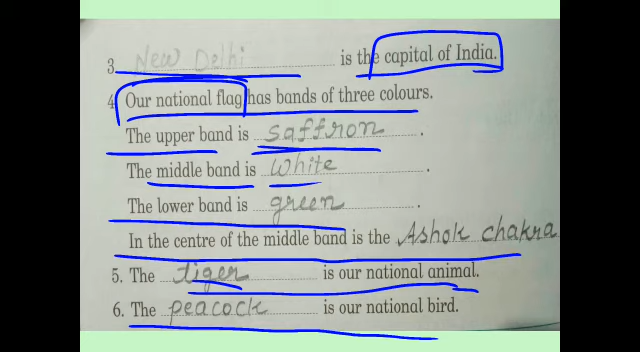 3. New Delhi is the capital of India.
4. Our national flag has bands of three colours.
The upper band is saffron.
The middle band is white.
The lower band is green.
In the centre of the middle band is the Ashok chakra
5. The tiger is our national animal.
6. The peacock is our national bird.